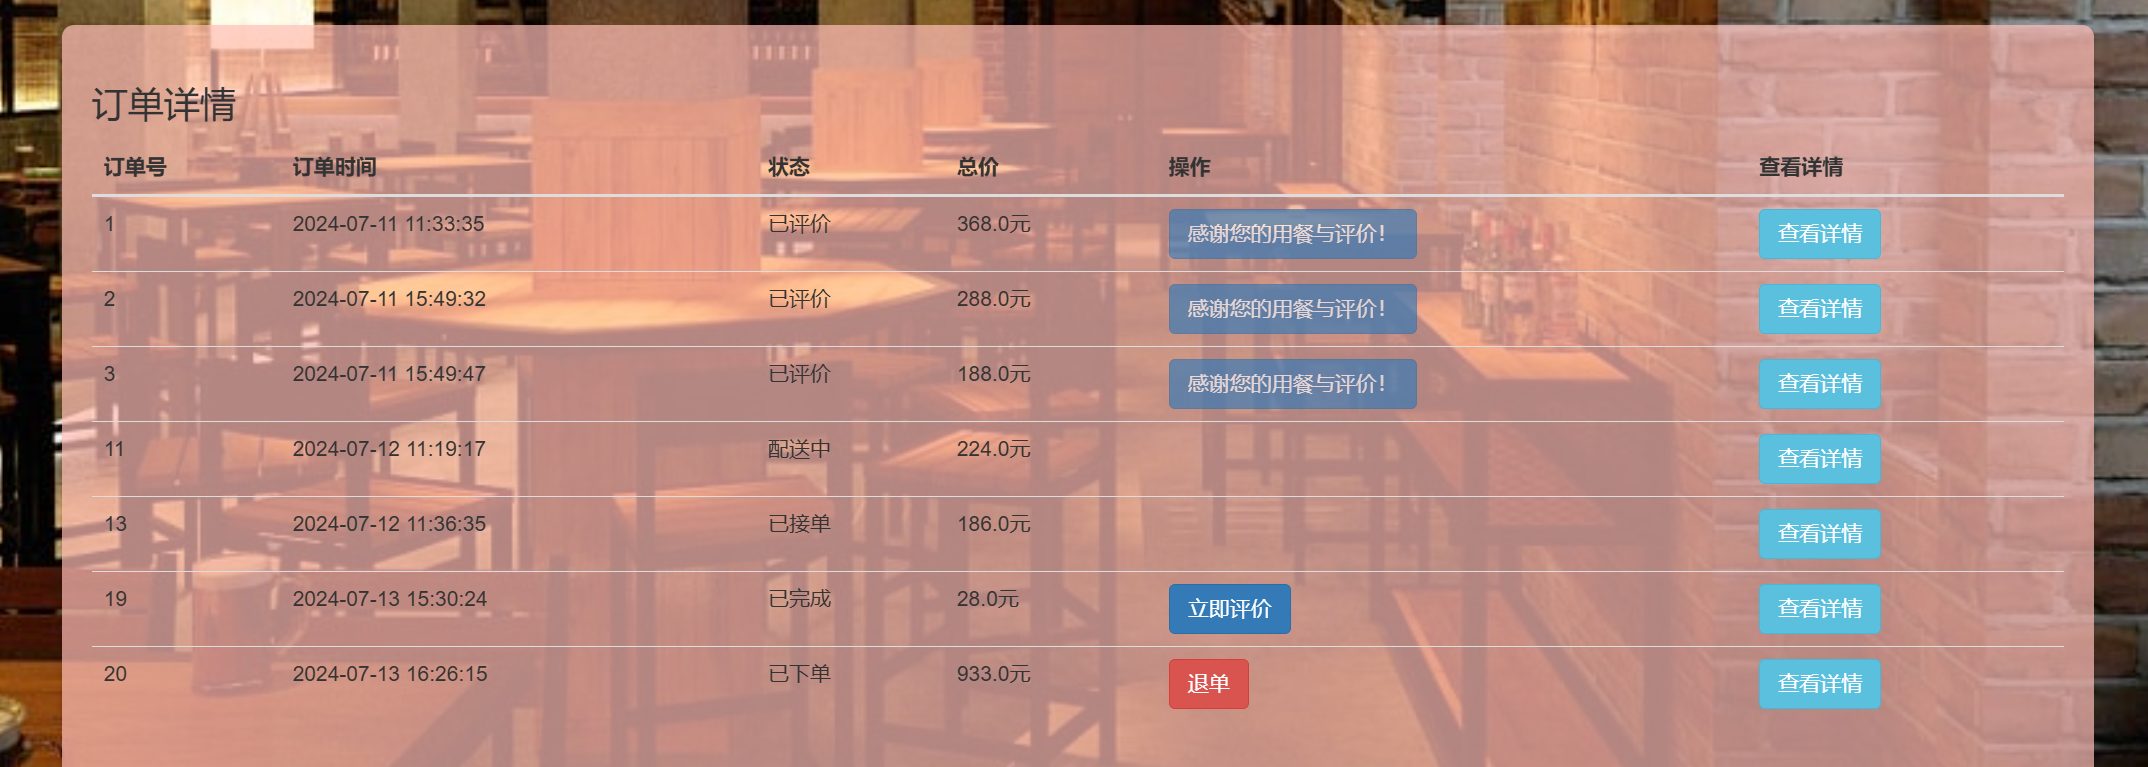 订单详情
订单号 订单时间 状态 总价 操作 查看详情
1 2024-07-11 11:33:35 已评价 368.0元 感谢您的用餐与评价! 查看详情
2 2024-07-11 15:49:32 已评价 288.0元 感谢您的用餐与评价! 查看详情
3 2024-07-11 15:49:47 已评价 188.0元 感谢您的用餐与评价! 查看详情
11 2024-07-12 11:19:17 配送中 224.0元 查看详情
13 2024-07-12 11:36:35 已接单 186.0元 查看详情
19 2024-07-13 15:30:24 已完成 28.0元 立即评价 查看详情
20 2024-07-13 16:26:15 已下单 933.0元 退单 查看详情